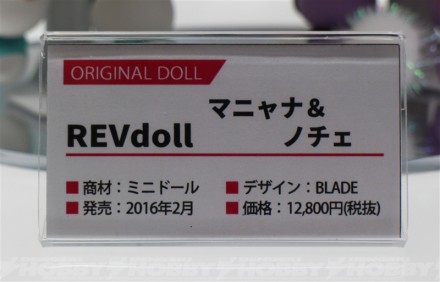 ORIGINAL DOLL
マニャナ&
REVdoll ノチェ
■商材：ミニドール ■デザイン：BLADE
■発売：2016年2月 ■価格：12,800円(税抜)
HOBBY HOBBY HOBBY HOBBY